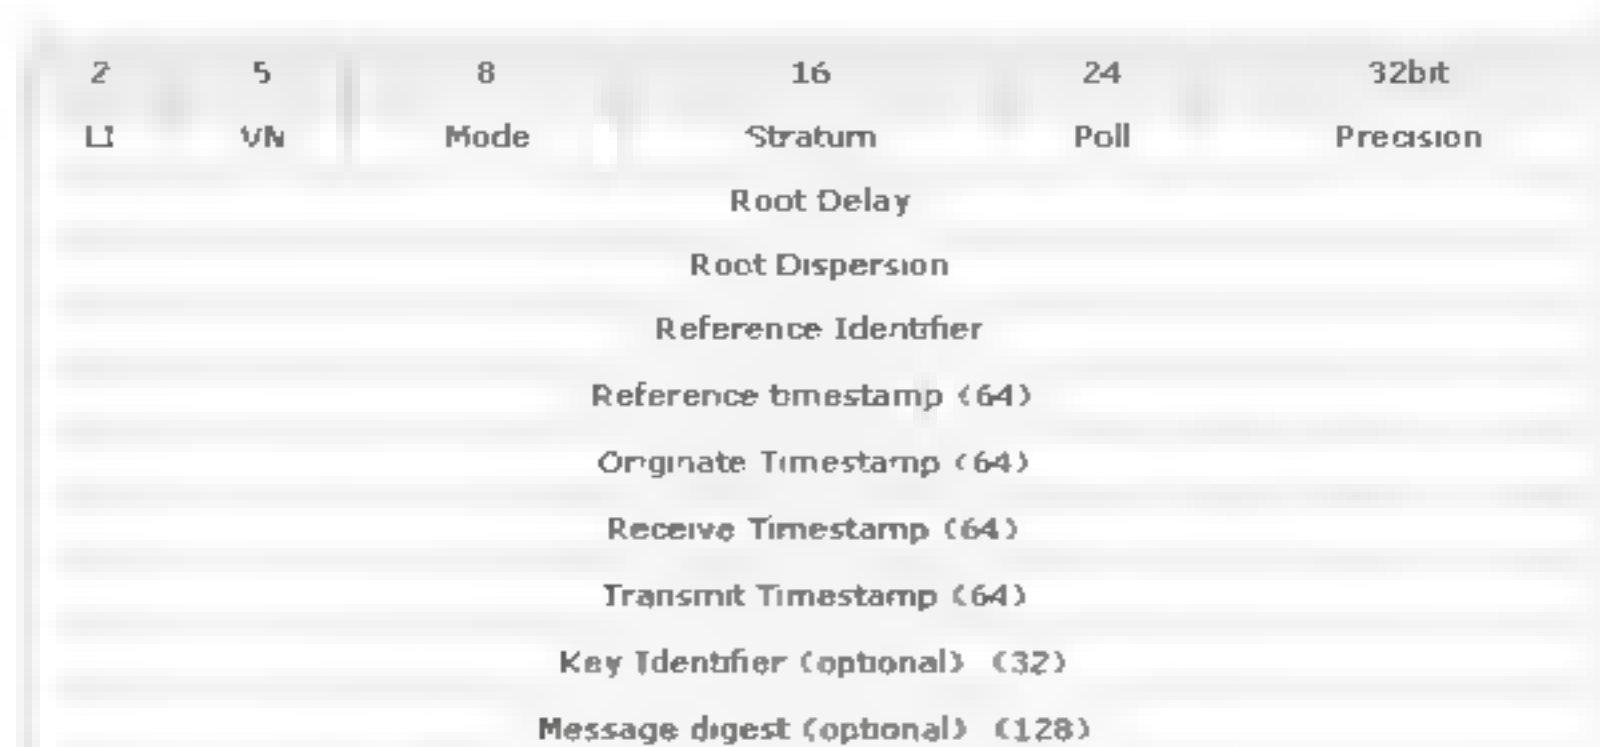 2 5 8 16 24 32bit
LI VN Mode Stratum Poll Precision
Root Delay
Root Dispersion
Reference Identifier
Reference timestamp (64)
Originate Timestamp (64)
Receive Timestamp (64)
Transmit Timestamp (64)
Key Identifier (optional) (32)
Message digest (optional) (128)